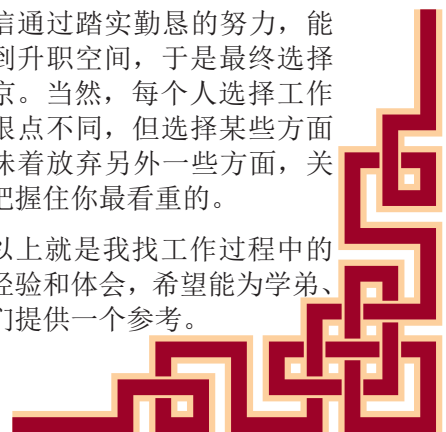 信通过踏实勤恳的努力，能
到升职空间，于是最终选择
京。当然，每个人选择工作
眼点不同，但选择某些方面
味着放弃另外一些方面，关
把握住你最看重的。
以上就是我找工作过程中的
经验和体会，希望能为学弟、
们提供一个参考。